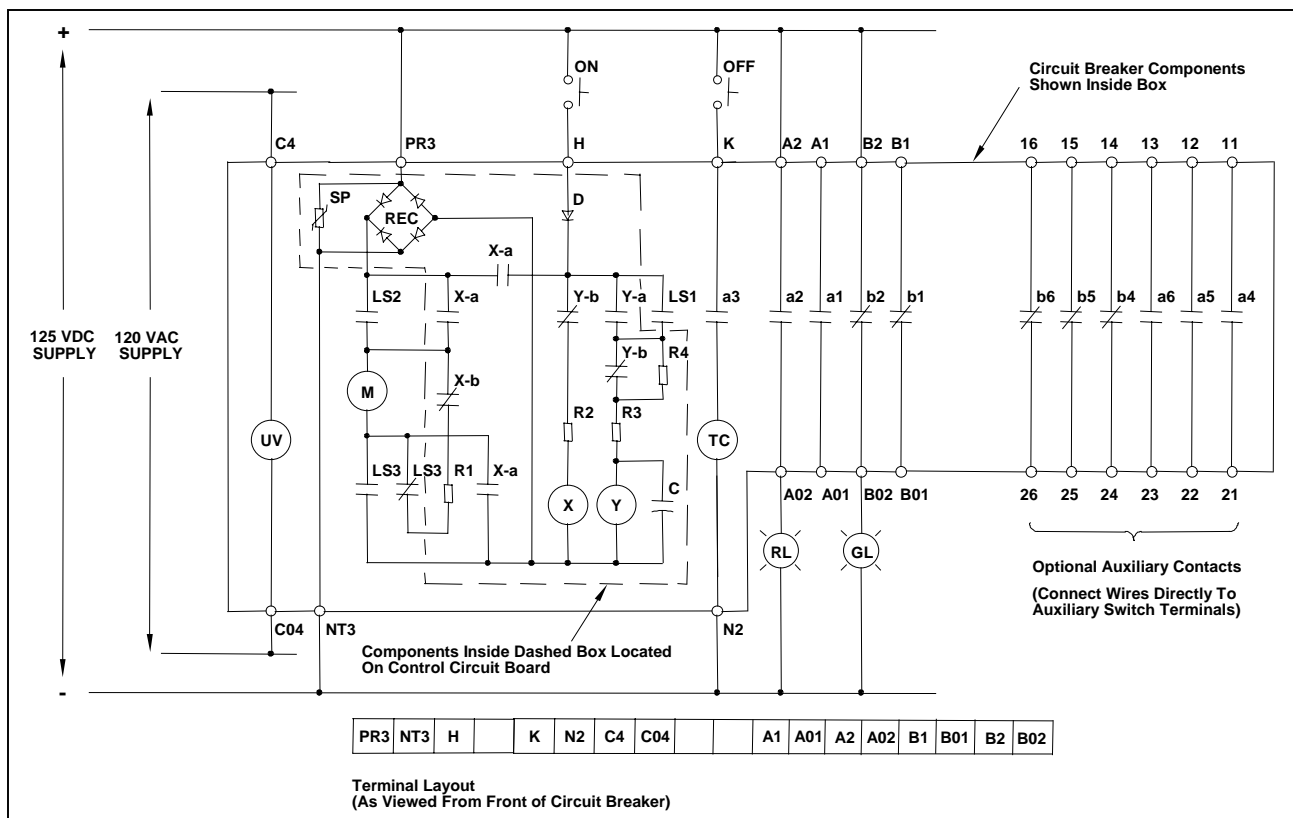 +
ON
OFF
Circuit Breaker Components
Shown Inside Box
C4
PR3
H
K
A2
A1
B2
B1
16
15
14
13
12
11
SP
REC
D
X-a
LS2
X-a
Y-b
Y-a
LS1
a3
a2
a1
b2
b1
b6
b5
b4
a6
a5
a4
125 VDC
SUPPLY
120 VAC
SUPPLY
Y-b
R4
M
X-b
R2
R3
UV
TC
LS3
LS3
R1
X-a
C
X
Y
A02
A01
B02
B01
26
25
24
23
22
21
RL
GL
Optional Auxiliary Contacts
(Connect Wires Directly To
Auxiliary Switch Terminals)
C04
NT3
N2
Components Inside Dashed Box Located
On Control Circuit Board
-
PR3 NT3 H K N2 C4 C04 A1 A01 A2 A02 B1 B01 B2 B02
Terminal Layout
(As Viewed From Front of Circuit Breaker)